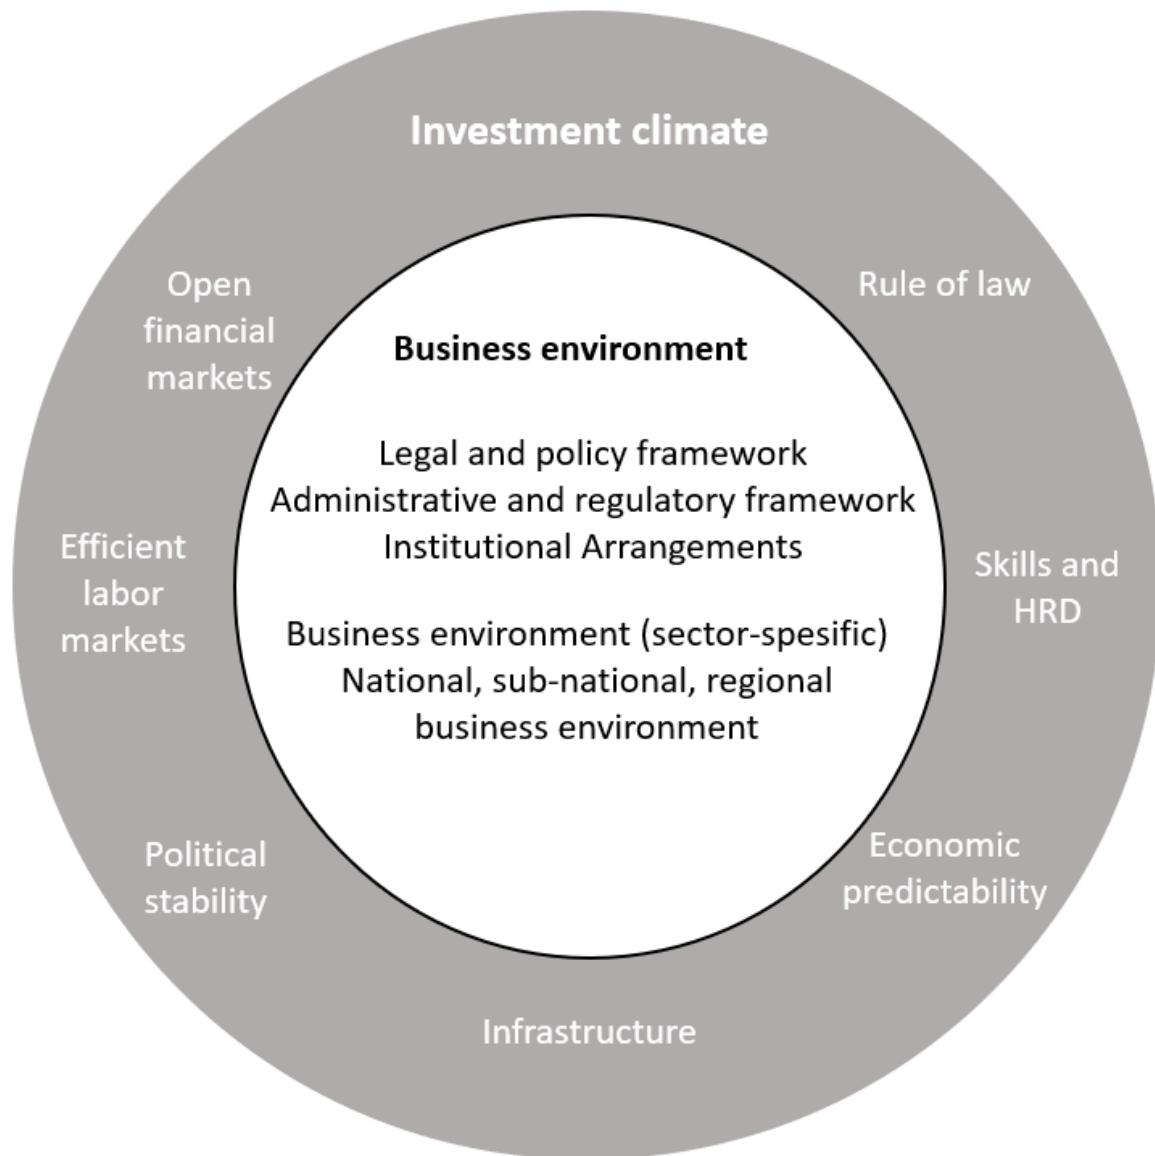 Investment climate
Open
financial
markets
Rule of law
Business environment
Legal and policy framework
Administrative and regulatory framework
Institutional Arrangements
Efficient
labor
markets
Skills and
HRD
Business environment (sector-spesific)
National, sub-national, regional
business environment
Political
stability
Economic
predictability
Infrastructure